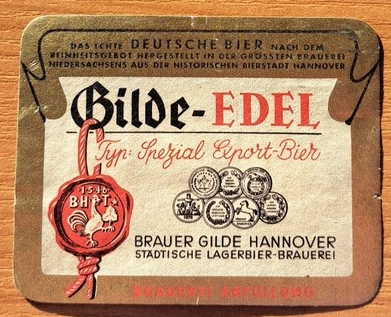 DAS ECHTE DEUTSCHE BIER NACH DEM
REINHEITSGEBOT HERGESTELLT IN DER GRÖSSTEN BRAUEREI
NIEDERSACHSENS AUS DER HISTORISCHEN BIERSTADT HANNOVER
Gilde-EDEL
Typ: Spezial Export-Bier
1546
BHPT
BRAUER GILDE HANNOVER
STÄDTISCHE LAGERBIER-BRAUEREI
BRAUEREI ABFÜLLUNG